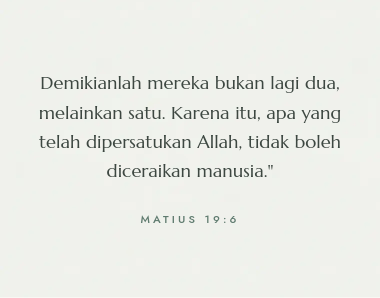 Demikianlah mereka bukan lagi dua,
melainkan satu. Karena itu, apa yang
telah dipersatukan Allah, tidak boleh
diceraikan manusia."
MATIUS 19:6